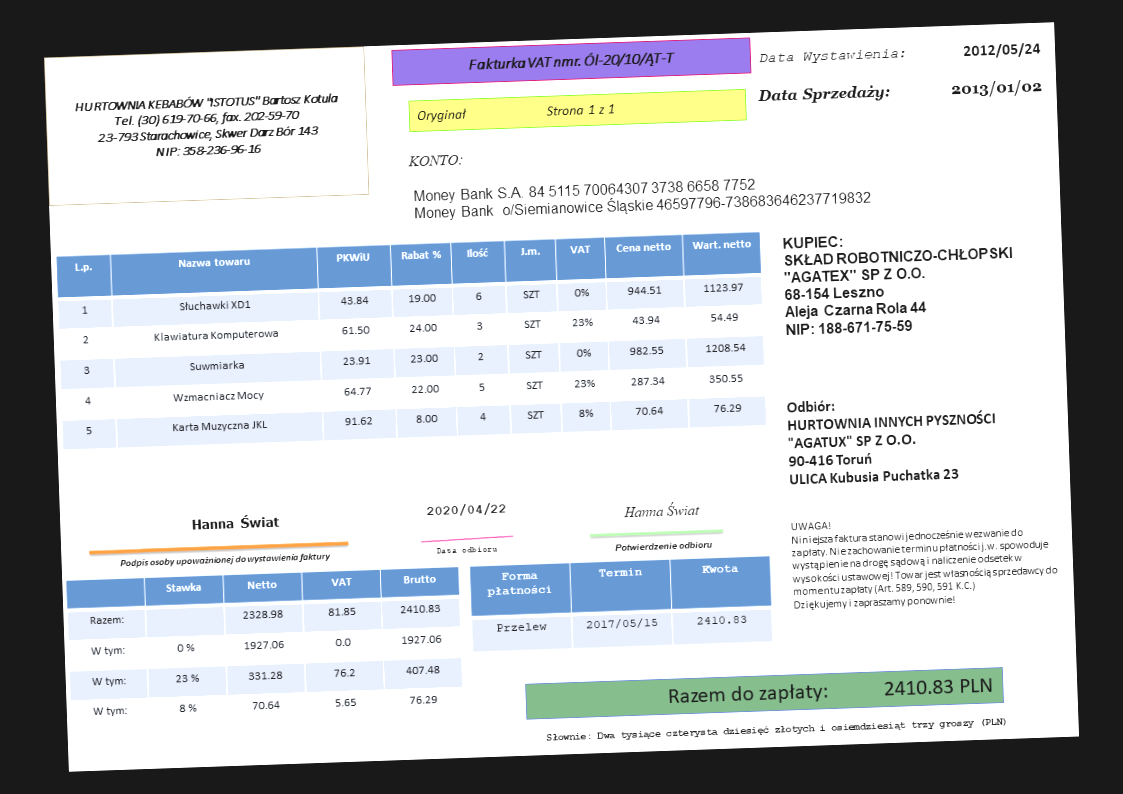 HURTOWNIA KEBABÓW "ISTOTUS" Bartosz Kotula
Tel. (30) 619-70-66, fax. 202-59-70
23-793 Starachowice, Skwer Darz Bór 143
NIP: 358-236-96-16
Fakturka VAT nmr. ÓI-20/10/ĄT-T
Oryginał Strona 1 z 1
Data Wystawienia: 2012/05/24
Data Sprzedaży: 2013/01/02
KONTO:
Money Bank S.A. 84 5115 70064307 3738 6658 7752
Money Bank o/Siemianowice Śląskie 46597796-738683646237719832
L.p. Nazwa towaru PKWiU Rabat % Ilość J.m. VAT Cena netto Wart. netto
1 Słuchawki XD1 43.84 19.00 6 SZT 0% 944.51 1123.97
2 Klawiatura Komputerowa 61.50 24.00 3 SZT 23% 43.94 54.49
3 Suwmiarka 23.91 23.00 2 SZT 0% 982.55 1208.54
4 Wzmacniacz Mocy 64.77 22.00 5 SZT 23% 287.34 350.55
5 Karta Muzyczna JKL 91.62 8.00 4 SZT 8% 70.64 76.29
KUPIEC:
SKŁAD ROBOTNICZO-CHŁOPSKI
"AGATEX" SP Z O.O.
68-154 Leszno
Aleja Czarna Rola 44
NIP: 188-671-75-59
Odbiór:
HURTOWNIA INNYCH PYSZNOŚCI
"AGATUX" SP Z O.O.
90-416 Toruń
ULICA Kubusia Puchatka 23
Hanna Świat
Podpis osoby upoważnionej do wystawienia faktury
2020/04/22
Dasa odbioru
Hanna Świat
Potwierdzenie odbioru
UWAGA!
Niniejsza faktura stanowi jednocześnie wezwanie do
zapłaty. Nie zachowanie terminu płatności j.w. spowoduje
wystąpienie na drogę sądową i naliczenie odsetek w
wysokości ustawowej! Towar jest własnością sprzedawcy do
momentu zapłaty (Art. 589, 590, 591 K.C.)
Dziękujemy i zapraszamy ponownie!
Stawka Netto VAT Brutto
Razem: 2328.98 81.85 2410.83
W tym: 0 % 1927.06 0.0 1927.06
W tym: 23 % 331.28 76.2 407.48
W tym: 8 % 70.64 5.65 76.29
Forma płatności Termin Kwota
Przelew 2017/05/15 2410.83
Razem do zapłaty: 2410.83 PLN
Słownie: Dwa tysiące czterysta dziesięć złotych i osiemdziesiąt trzy groszy (PLN)